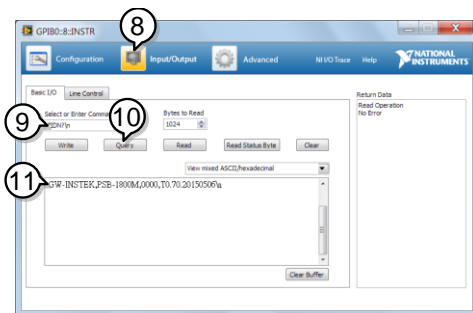 8
GPIB0::8::INSTR
Configuration Input/Output Advanced NI I/O Trace Help NATIONAL INSTRUMENTS
Basic I/O Line Control Return Data
Read Operation
No Error
9 10 11
Select or Enter Bytes to Read
IDN?\n 1024
Write Query Read Read Status Byte Clear
View mixed ASCII/hexadecimal
GW-INSTEK,PSB-1800M,0000,T0.70.20150506\n
Clear Buffer